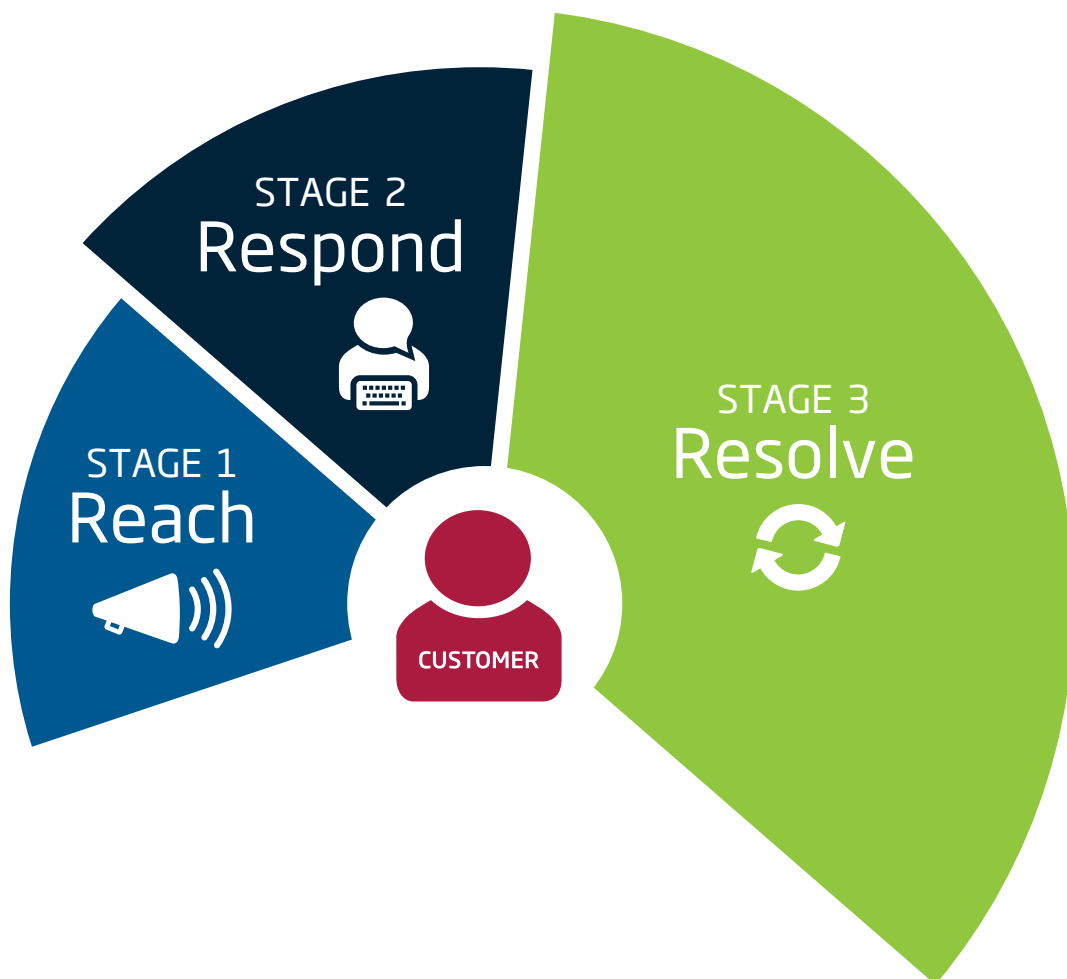 STAGE 1
Reach
STAGE 2
Respond
STAGE 3
Resolve
CUSTOMER